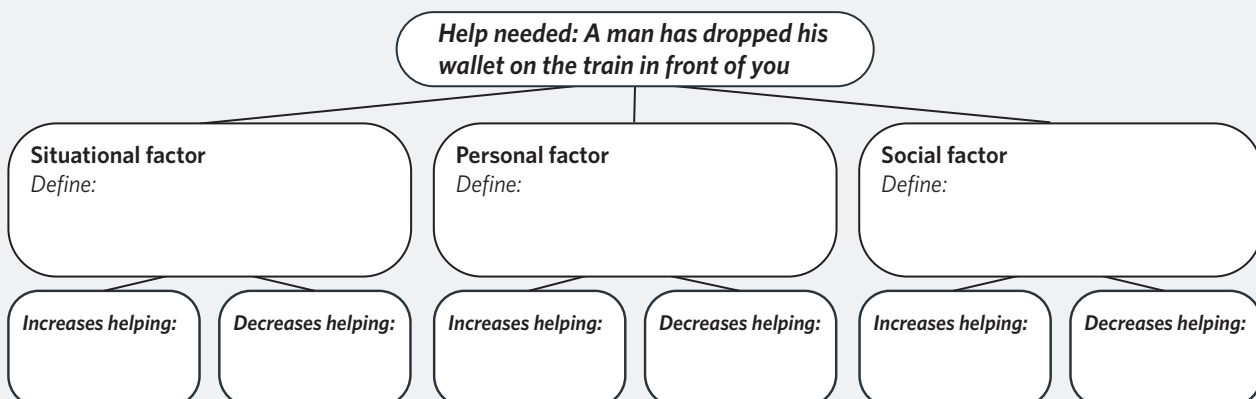 Help needed: A man has dropped his
wallet on the train in front of you
Situational factor
Define:
Personal factor
Define:
Social factor
Define:
Increases helping:
Decreases helping:
Increases helping:
Decreases helping:
Increases helping:
Decreases helping: